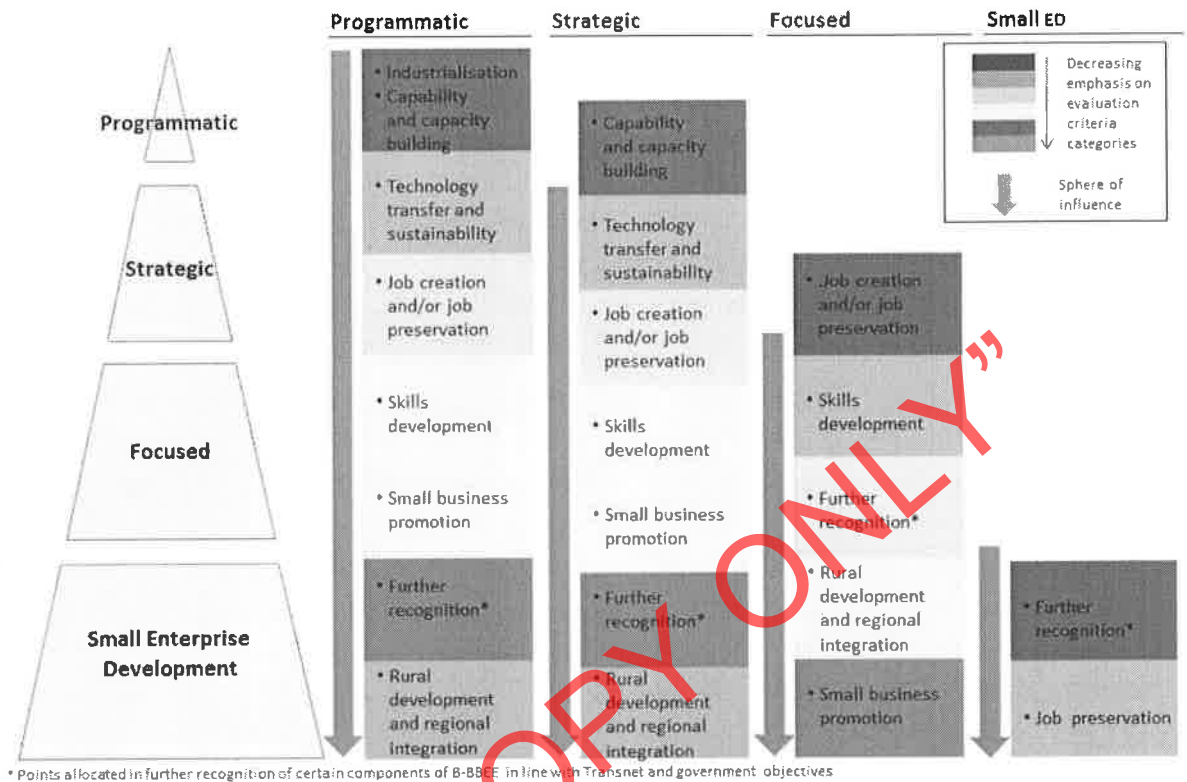 Programmatic
Strategic
Focused
Small ED
Decreasing
emphasis on
evaluation
criteria
categories
Sphere of
influence
Programmatic
Strategic
Focused
Small Enterprise
Development
• Industrialisation
• Capability
and capacity
building
• Technology
transfer and
sustainability
• Job creation
and/or job
preservation
• Skills
development
• Small business
promotion
• Further
recognition*
• Rural
development
and regional
integration
• Capability
and capacity
building
• Technology
transfer and
sustainability
• Job creation
and/or job
preservation
• Skills
development
• Small business
promotion
• Further
recognition*
• Rural
development
and regional
integration
• Job creation
and/or job
preservation
• Skills
development
• Further
recognition*
• Rural
development
and regional
integration
• Small business
promotion
• Further
recognition*
• Job preservation
OPY ONLY”
* Points allocated in further recognition of certain components of B-BBEE in line with Transnet and government objectives